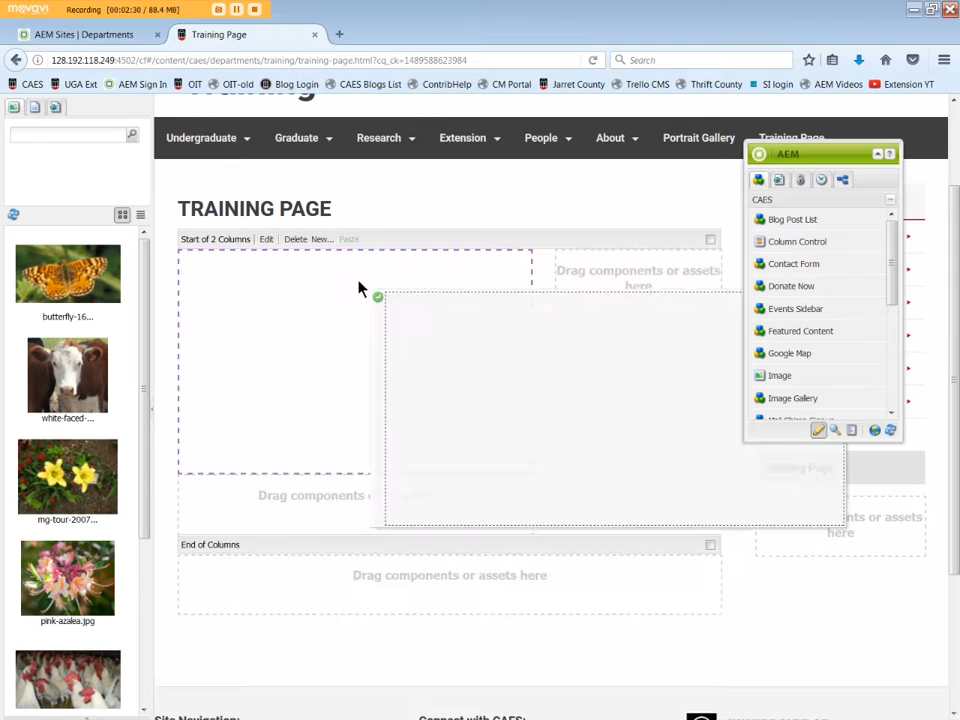 movavi
Recording (00:02:30 / 88.4 MB)
AEM Sites | Departments
Training Page
128.192.118.249:4502/cf#/content/caes/departments/training/training-page.html?cq_ck=1489588623984
Search
CAES
UGA Ext
AEM Sign In
OIT
OIT-old
Blog Login
CAES Blogs List
ContribHelp
CM Portal
Jarret County
Trello CMS
Thrift County
SI login
AEM Videos
Extension YT
Training
Undergraduate
Graduate
Research
Extension
People
About
Portrait Gallery
Training Page
AEM
TRAINING PAGE
Start of 2 Columns
Edit
Delete
New...
Paste
Drag components or assets
here
CAES
Blog Post List
Column Control
Contact Form
Donate Now
Events Sidebar
Featured Content
Google Map
Image
Image Gallery
butterfly-16...
white-faced-...
mg-tour-2007...
pink-azalea.jpg
Training Page
Drag components
nts or assets
here
End of Columns
Drag components or assets here
Site Navigation:
Connect with CAES: